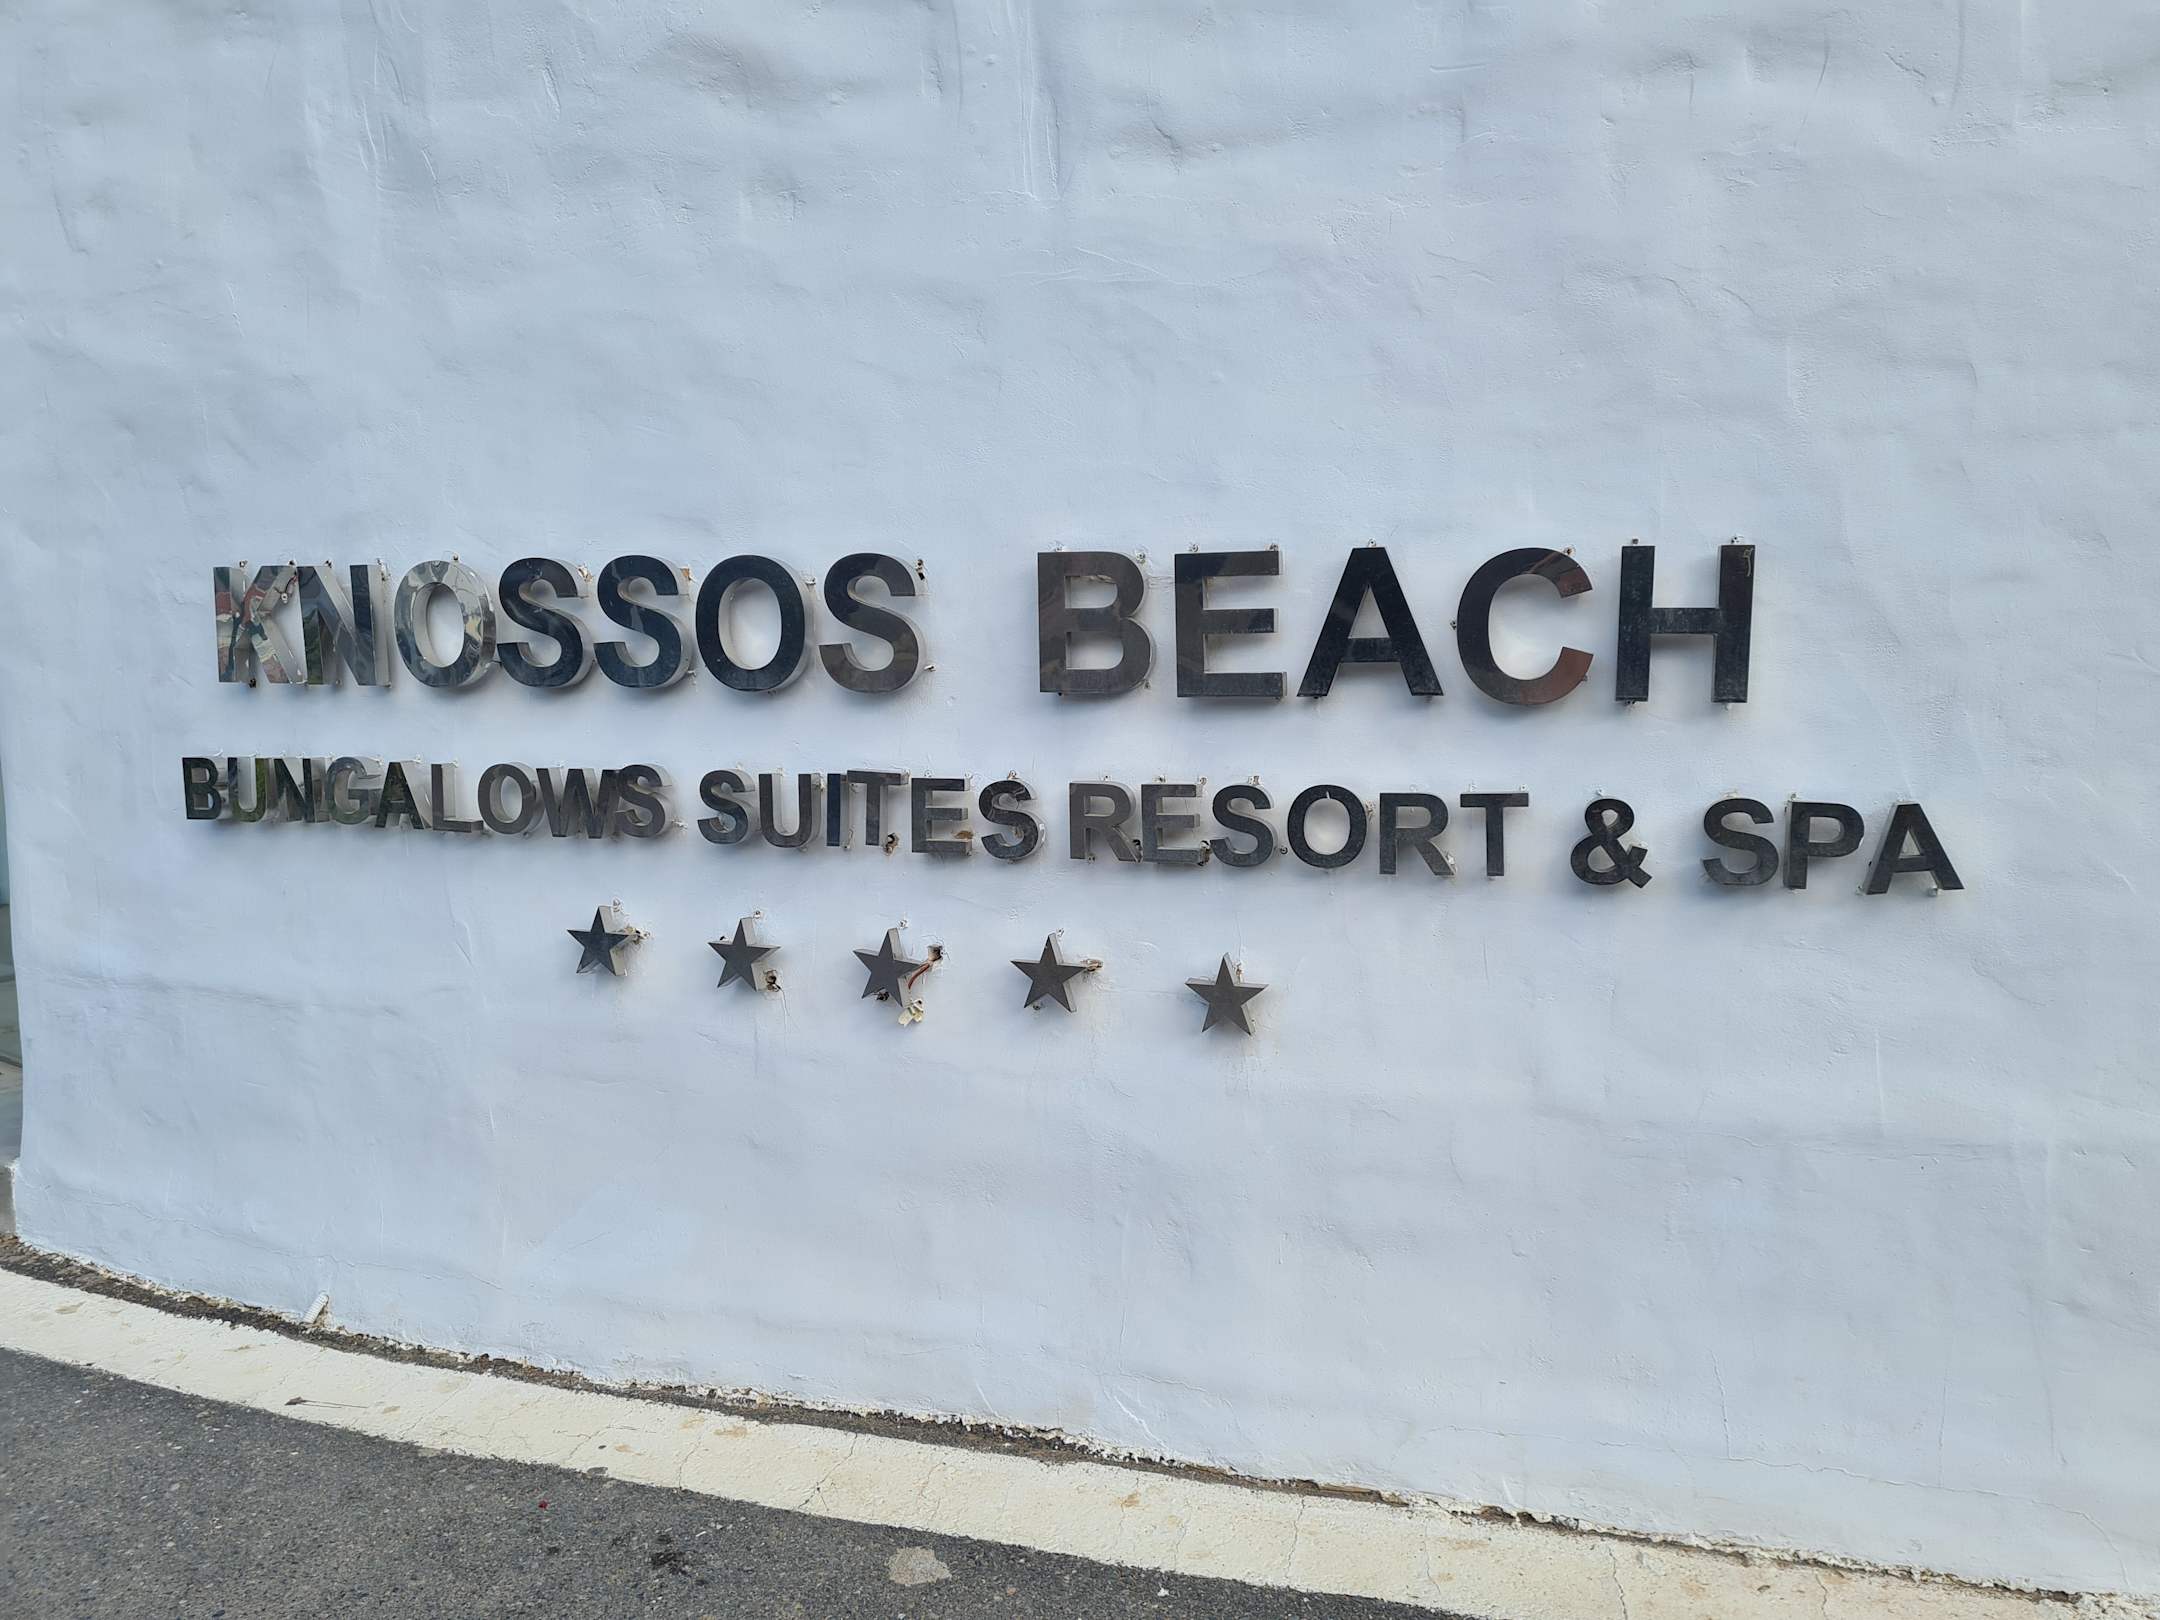 KNOSSOS BEACH
BUNGALOWS SUITES RESORT & SPA